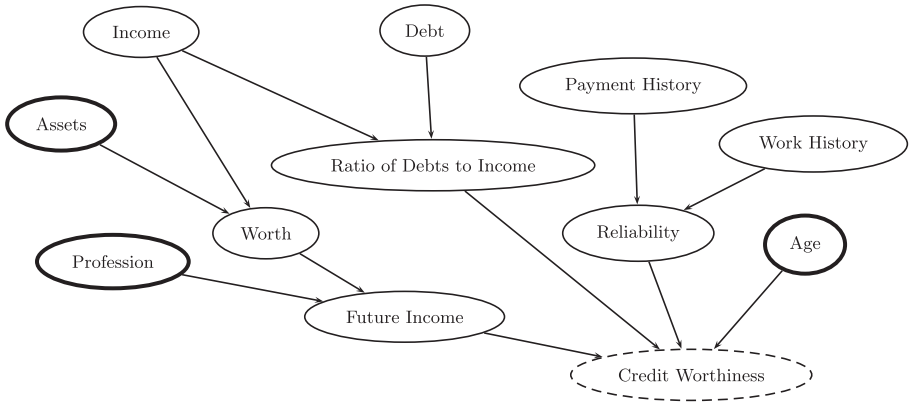 Income
Debt
Payment History
Assets
Work History
Ratio of Debts to Income
Worth
Reliability
Age
Profession
Future Income
Credit Worthiness